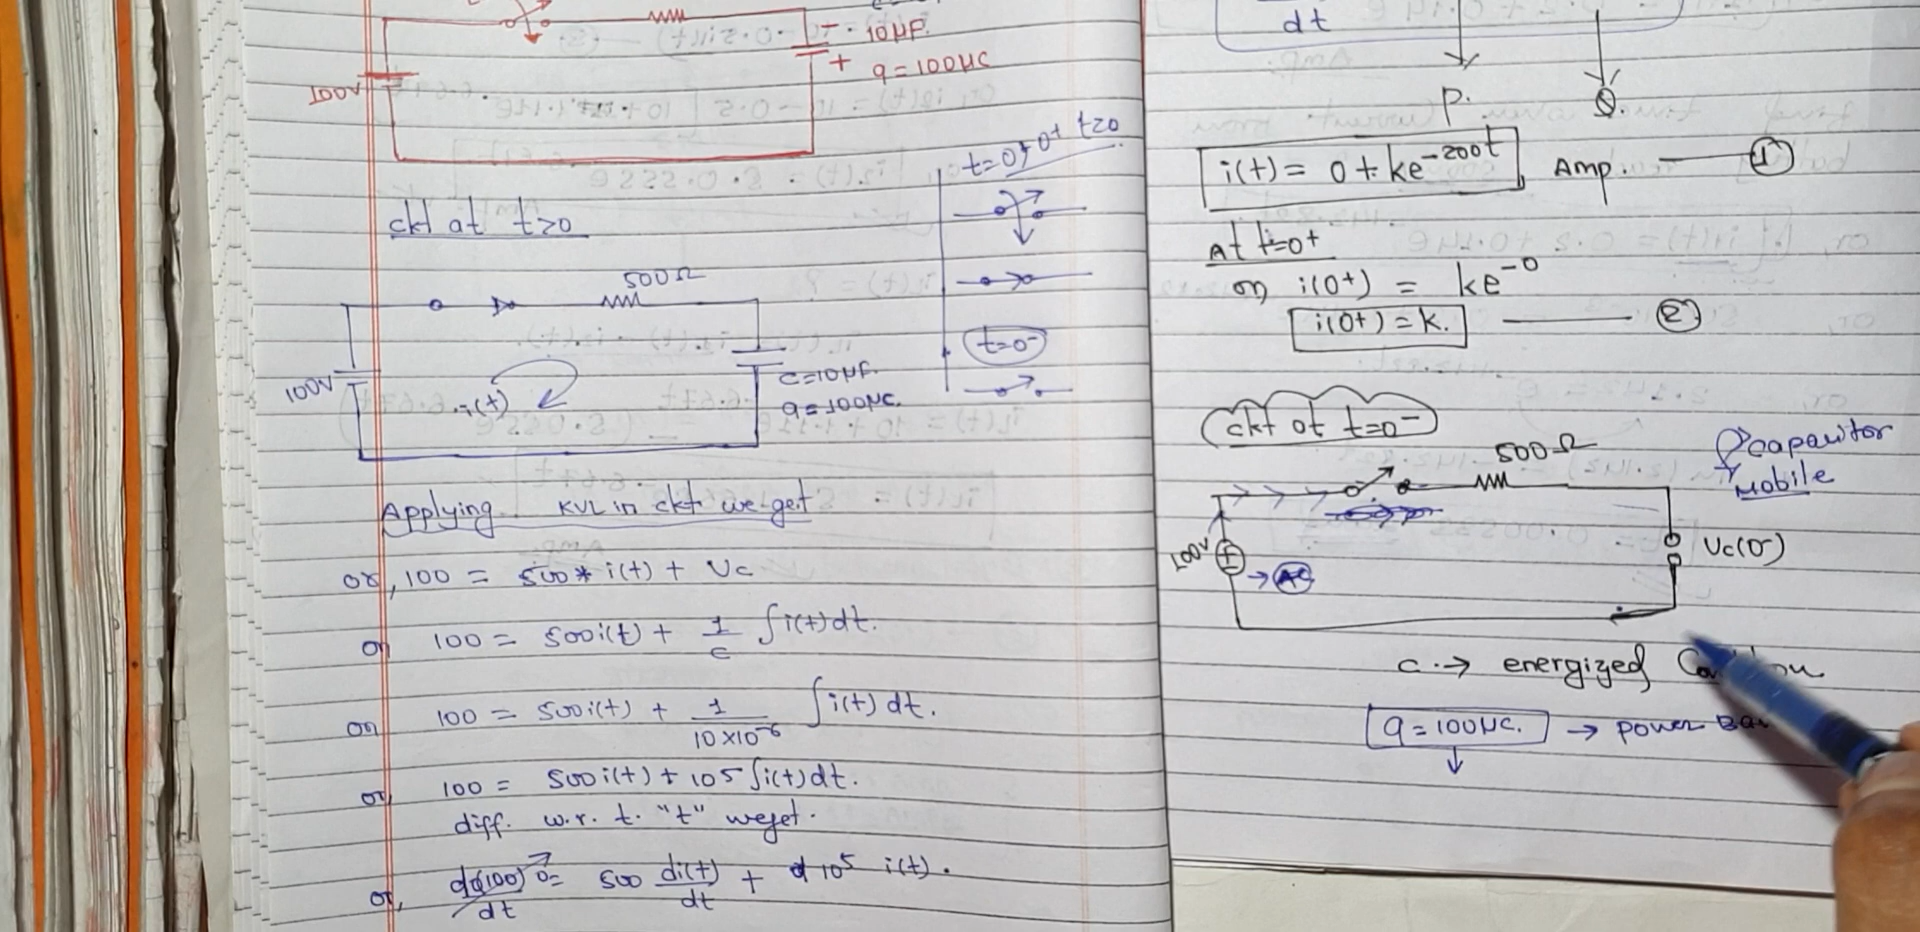 100V
+ 10μF.
+ q=100μC
ckt at t>0
t=0, 0+ t≥0
500Ω
100V
i(t)
C=10μF.
q=100μC.
t=0-
Applying KVL in ckt we get
or, 100 = 500*i(t) + Vc
or 100 = 500i(t) + 1/c ∫i(t)dt.
or 100 = 500i(t) + 1/10×10-6 ∫i(t)dt.
or 100 = 500i(t) + 105 ∫i(t)dt.
diff. w.r.t. "t" weget.
or, d(100)/dt 0 = 500 di(t)/dt + 105 i(t).
dt
P. Q.
i(t) = 0 + ke-200t Amp. ①
At t=0+
or i(0+) = ke-0
i(0+) = k. ②
ckt at t=0-
500Ω
capacitor
Mobile
100V
AC
Vc(0-)
C → energized
q=100μC. → power